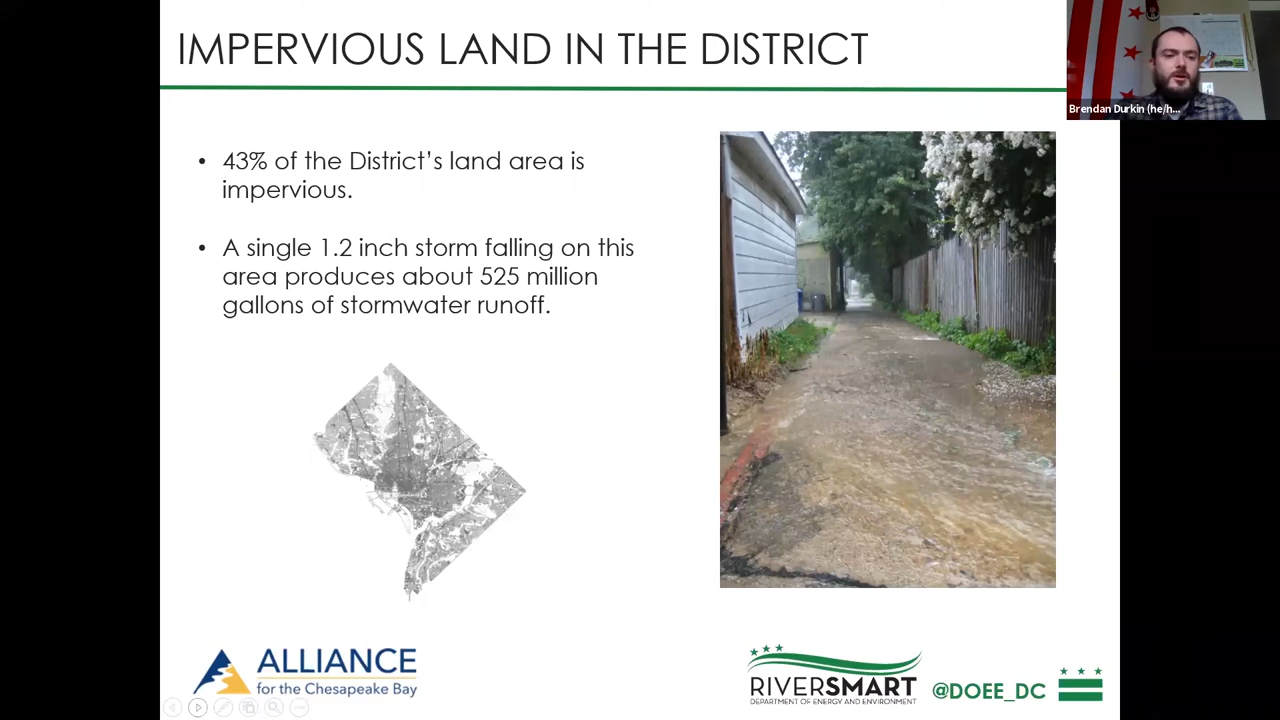 IMPERVIOUS LAND IN THE DISTRICT
Brendan Durkin (he/h...
• 43% of the District’s land area is
impervious.
• A single 1.2 inch storm falling on this
area produces about 525 million
gallons of stormwater runoff.
ALLIANCE
for the Chesapeake Bay
RIVERSMART
DEPARTMENT OF ENERGY AND ENVIRONMENT
@DOEE_DC